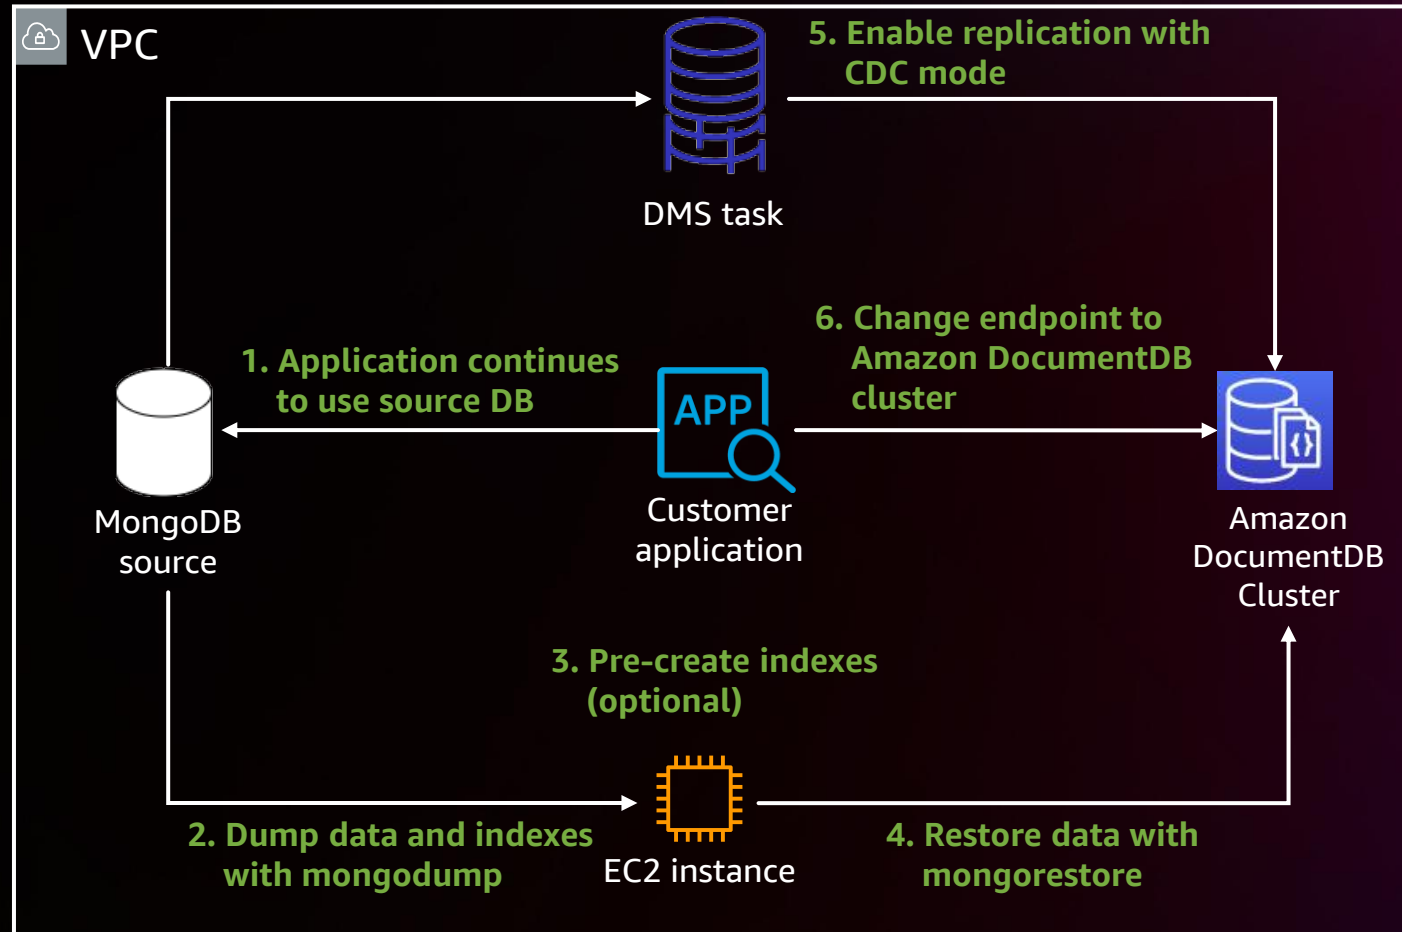 VPC
5. Enable replication with
CDC mode
DMS task
6. Change endpoint to
Amazon DocumentDB
cluster
1. Application continues
to use source DB
APP
{}
MongoDB
source
Customer
application
Amazon
DocumentDB
Cluster
3. Pre-create indexes
(optional)
2. Dump data and indexes
with mongodump
EC2 instance
4. Restore data with
mongorestore